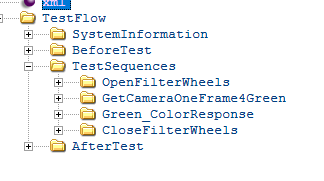 xml
TestFlow
SystemInformation
BeforeTest
TestSequences
OpenFilterWheels
GetCameraOneFrame4Green
Green_ColorResponse
CloseFilterWheels
AfterTest